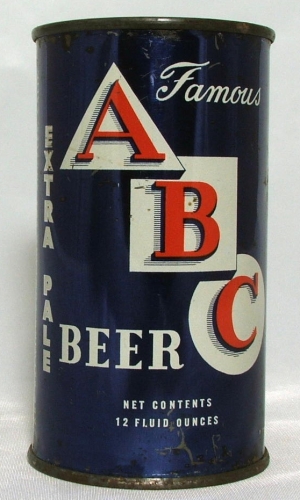 Famous
A
B
C
EXTRA PALE
BEER
NET CONTENTS
12 FLUID OUNCES